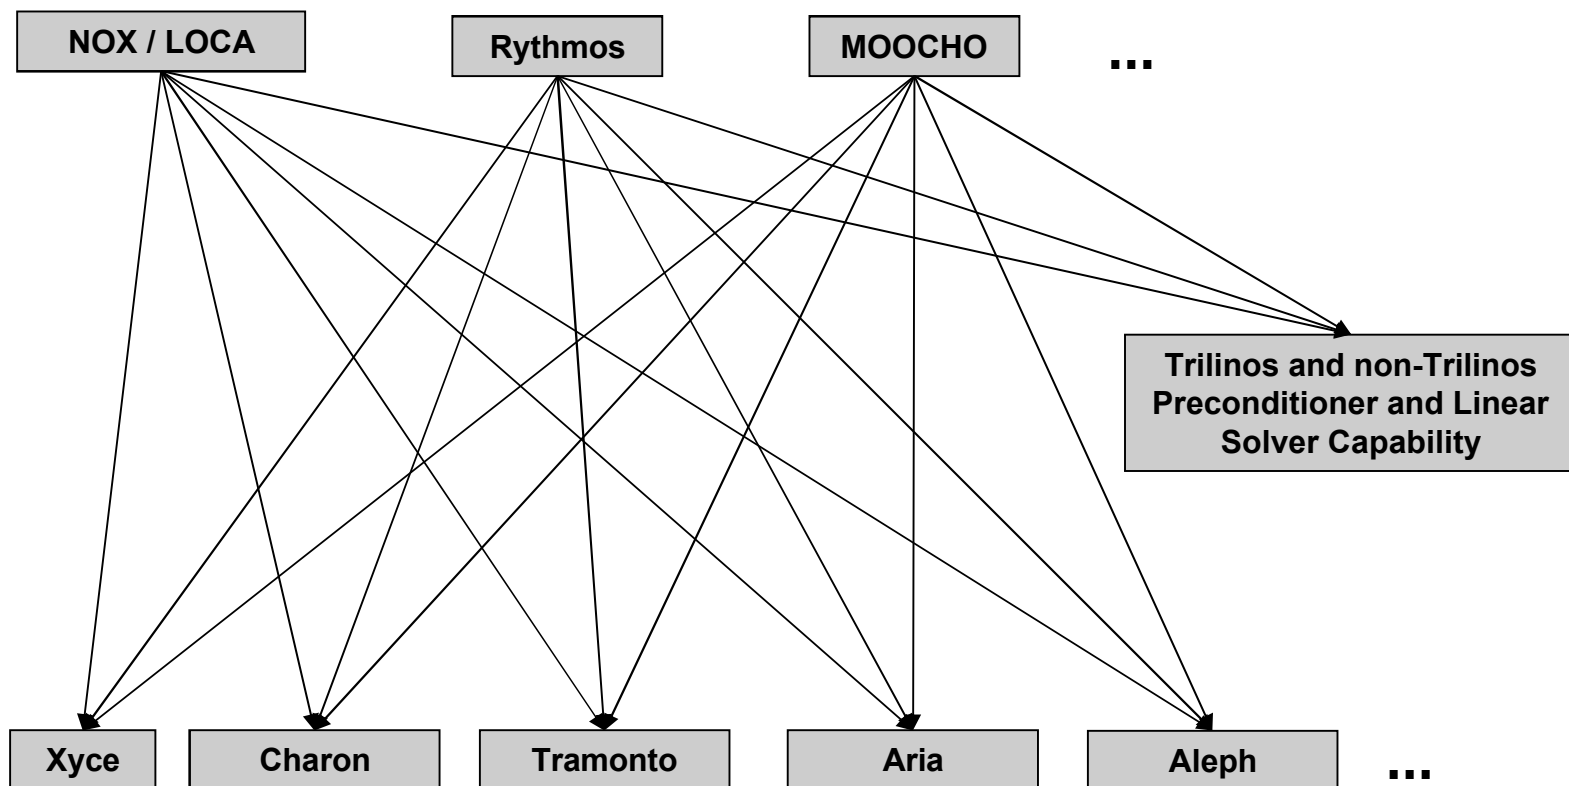 NOX / LOCA
Rythmos
MOOCHO
...
Trilinos and non-Trilinos
Preconditioner and Linear
Solver Capability
Xyce
Charon
Tramonto
Aria
Aleph
...